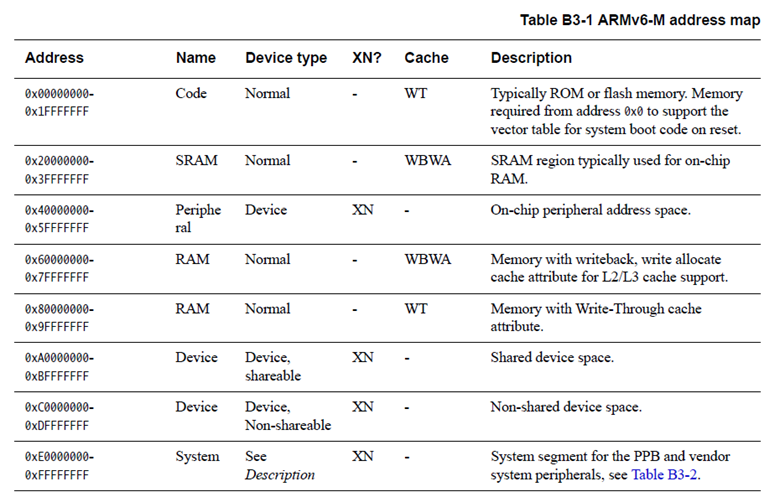 Table B3-1 ARMv6-M address map
Address Name Device type XN? Cache Description
0x00000000- Code Normal - WT Typically ROM or flash memory. Memory
0x1FFFFFFF required from address 0x0 to support the
vector table for system boot code on reset.
0x20000000- SRAM Normal - WBWA SRAM region typically used for on-chip
0x3FFFFFFF RAM.
0x40000000- Periphe Device XN - On-chip peripheral address space.
0x5FFFFFFF ral
0x60000000- RAM Normal - WBWA Memory with writeback, write allocate
0x7FFFFFFF cache attribute for L2/L3 cache support.
0x80000000- RAM Normal - WT Memory with Write-Through cache
0x9FFFFFFF attribute.
0xA0000000- Device Device, XN - Shared device space.
0xBFFFFFFF shareable
0xC0000000- Device Device, XN - Non-shared device space.
0xDFFFFFFF Non-shareable
0xE0000000- System See XN - System segment for the PPB and vendor
0xFFFFFFFF Description system peripherals, see Table B3-2.